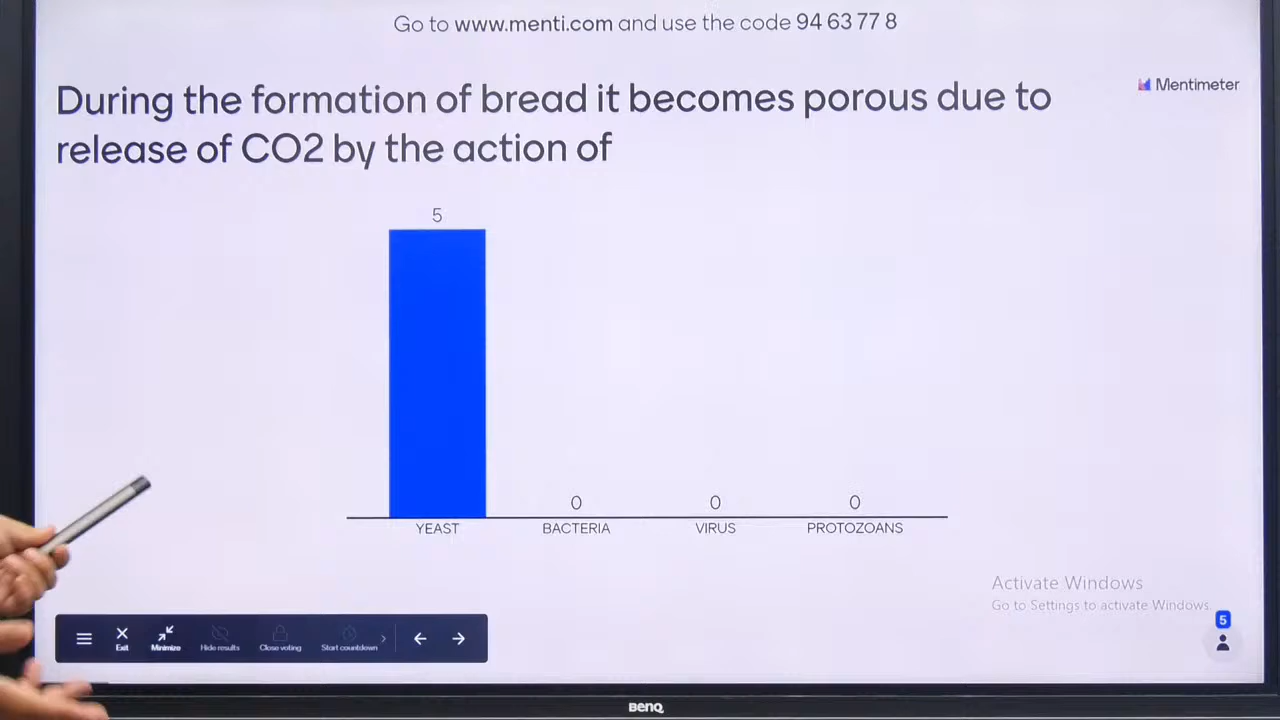 Go to www.menti.com and use the code 94 63 77 8
During the formation of bread it becomes porous due to
release of CO2 by the action of
Mentimeter
5
0
0
0
YEAST
BACTERIA
VIRUS
PROTOZOANS
Activate Windows
Go to Settings to activate Windows.
5
Exit
Minimize
Hide results
Close voting
Start countdown
BenQ